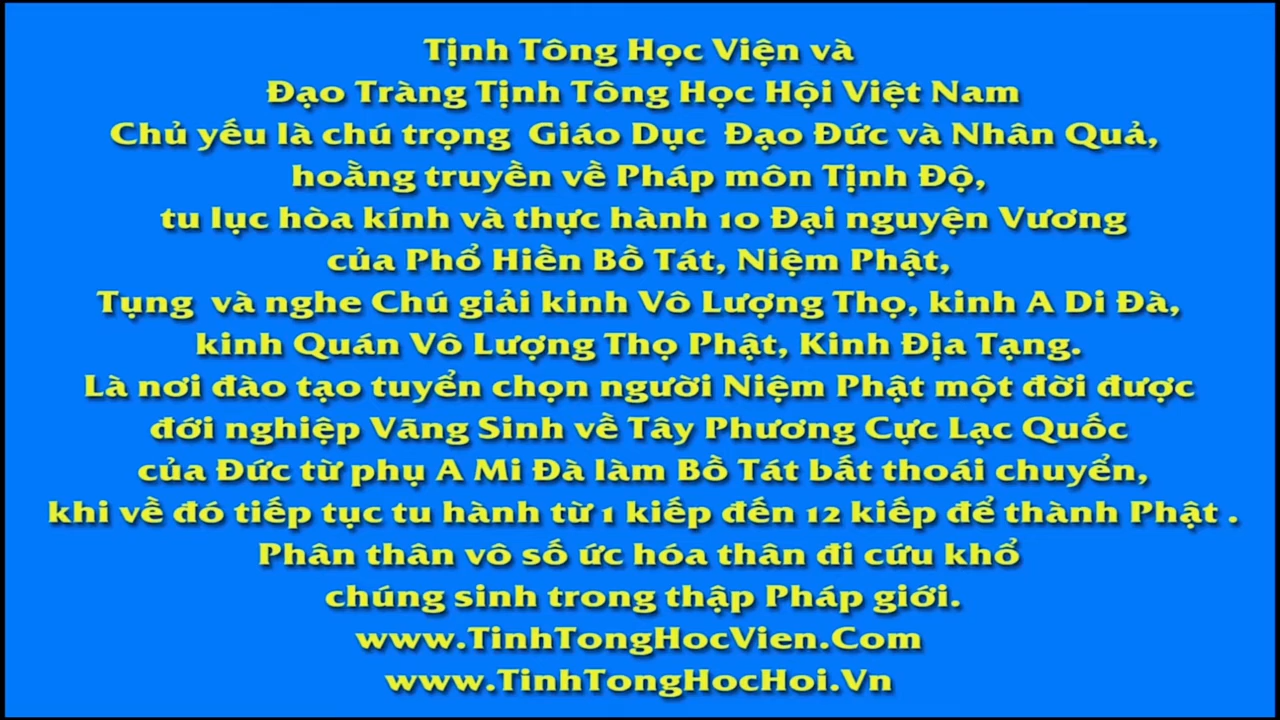 Tịnh Tông Học Viện và
Đạo Tràng Tịnh Tông Học Hội Việt Nam
Chủ yếu là chú trọng Giáo Dục Đạo Đức và Nhân Quả,
hoằng truyền về Pháp môn Tịnh Độ,
tu lục hòa kính và thực hành 10 Đại nguyện Vương
của Phổ Hiền Bồ Tát, Niệm Phật,
Tụng và nghe Chú giải kinh Vô Lượng Thọ, kinh A Di Đà,
kinh Quán Vô Lượng Thọ Phật, Kinh Địa Tạng.
Là nơi đào tạo tuyển chọn người Niệm Phật một đời được
đới nghiệp Vãng Sinh về Tây Phương Cực Lạc Quốc
của Đức từ phụ A Mi Đà làm Bồ Tát bất thoái chuyển,
khi về đó tiếp tục tu hành từ 1 kiếp đến 12 kiếp để thành Phật .
Phân thân vô số ức hóa thân đi cứu khổ
chúng sinh trong thập Pháp giới.
www.TinhTongHocVien.Com
www.TinhTongHocHoi.Vn